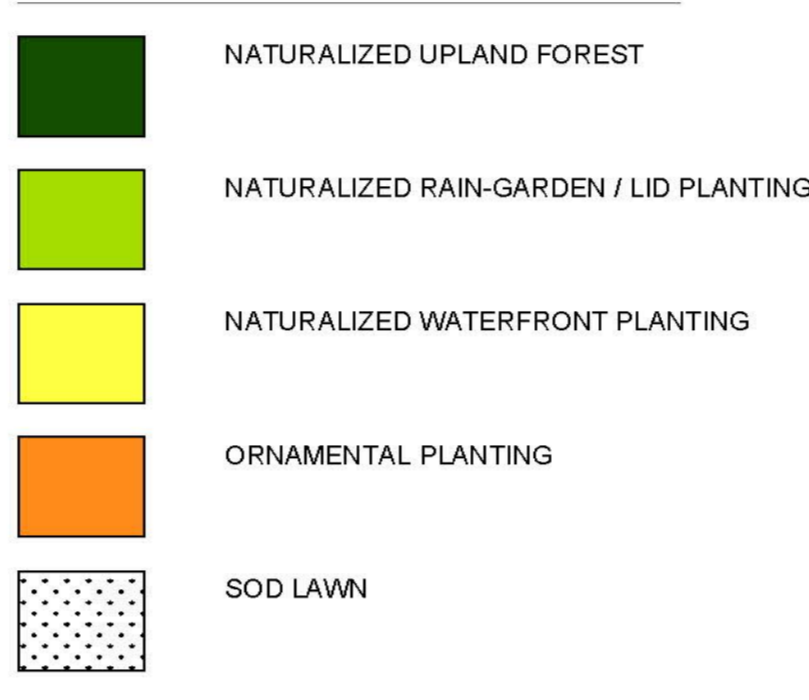 NATURALIZED UPLAND FOREST
NATURALIZED RAIN-GARDEN / LID PLANTING
NATURALIZED WATERFRONT PLANTING
ORNAMENTAL PLANTING
SOD LAWN